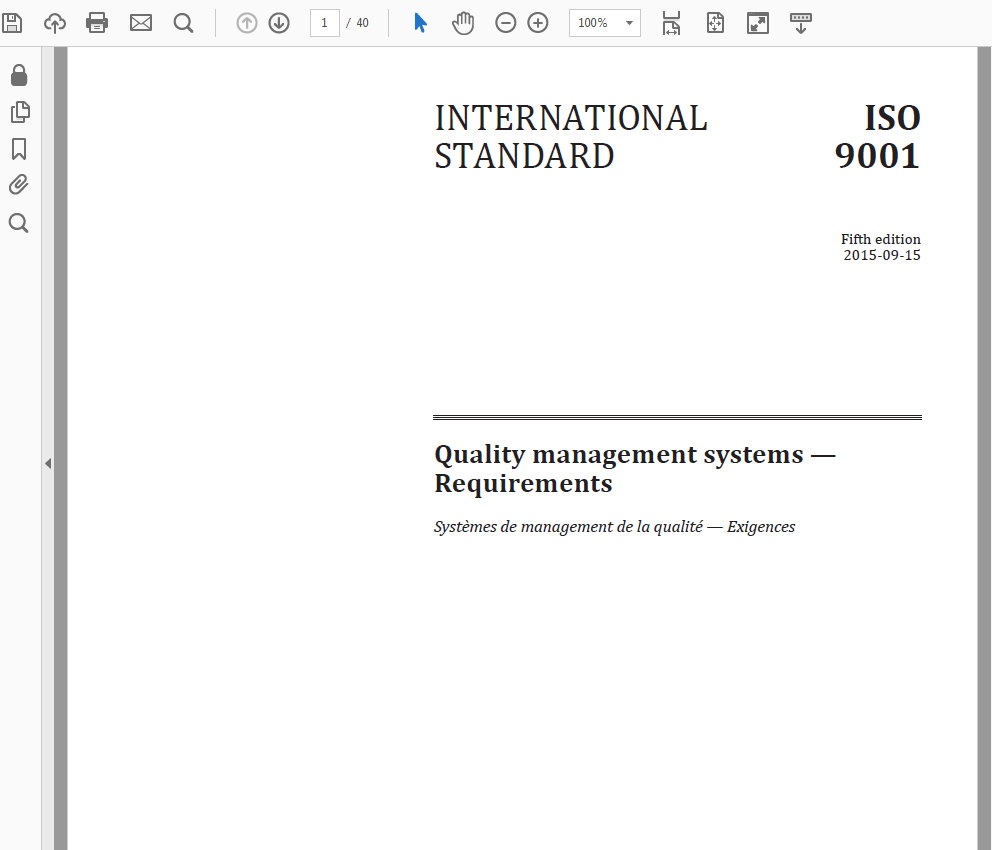 1 / 40 100%
INTERNATIONAL STANDARD
ISO 9001
Fifth edition
2015-09-15
Quality management systems —
Requirements
Systèmes de management de la qualité — Exigences